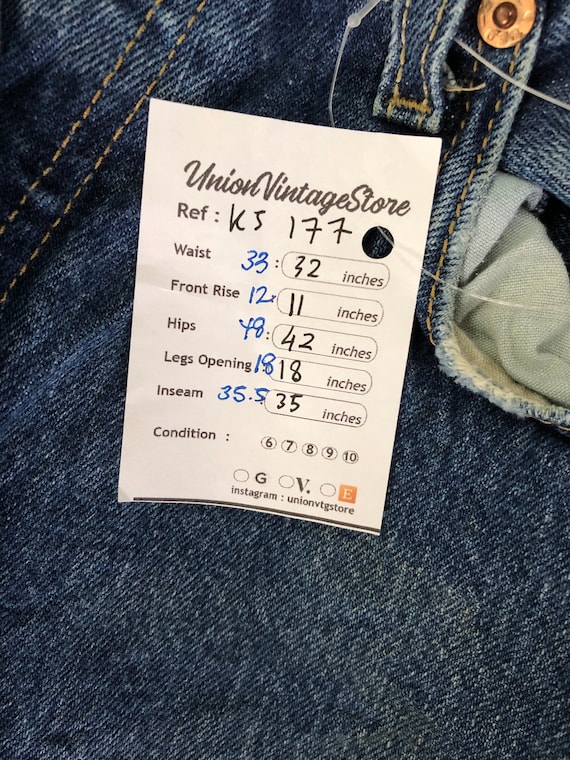 UnionVintageStore
Ref : KS 177
Waist 33 : 32 inches
Front Rise 12 : 11 inches
Hips 48 : 42 inches
Legs Opening 18 18 inches
Inseam 35.5 35 inches
Condition : 6 7 8 9 10
G V. E
instagram : unionvtgstore